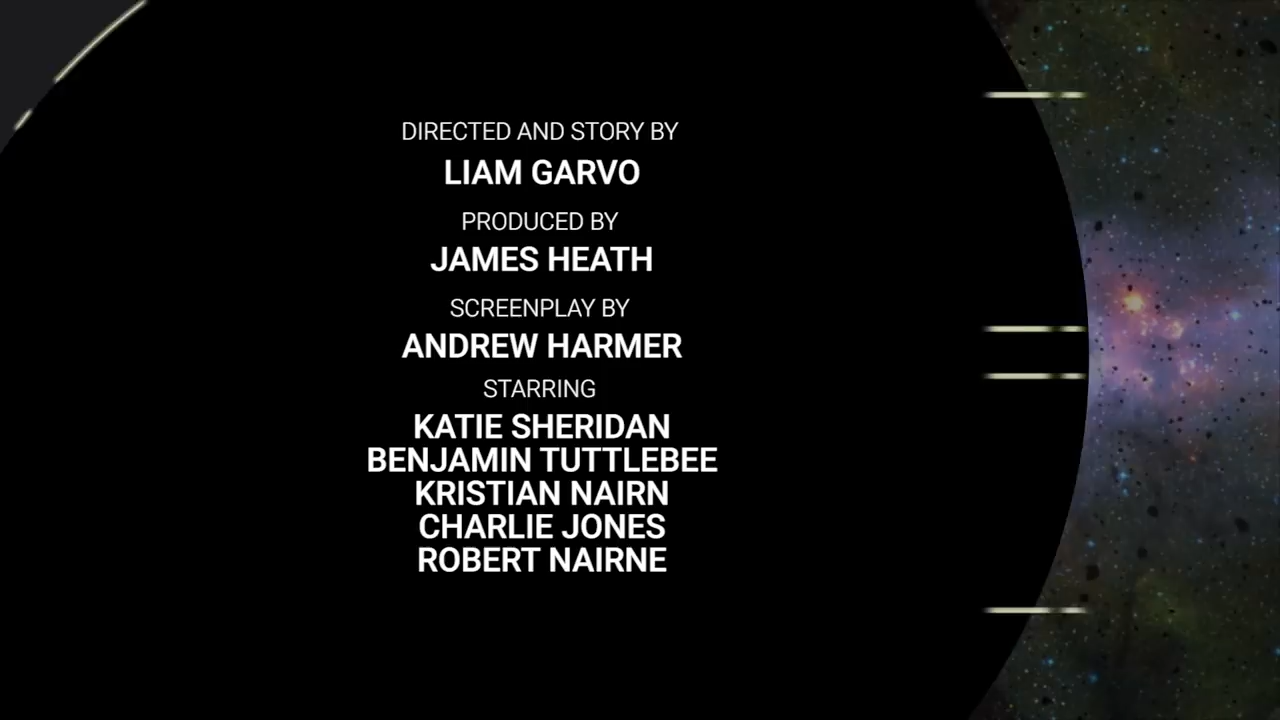 DIRECTED AND STORY BY
LIAM GARVO
PRODUCED BY
JAMES HEATH
SCREENPLAY BY
ANDREW HARMER
STARRING
KATIE SHERIDAN
BENJAMIN TUTTLEBEE
KRISTIAN NAIRN
CHARLIE JONES
ROBERT NAIRNE